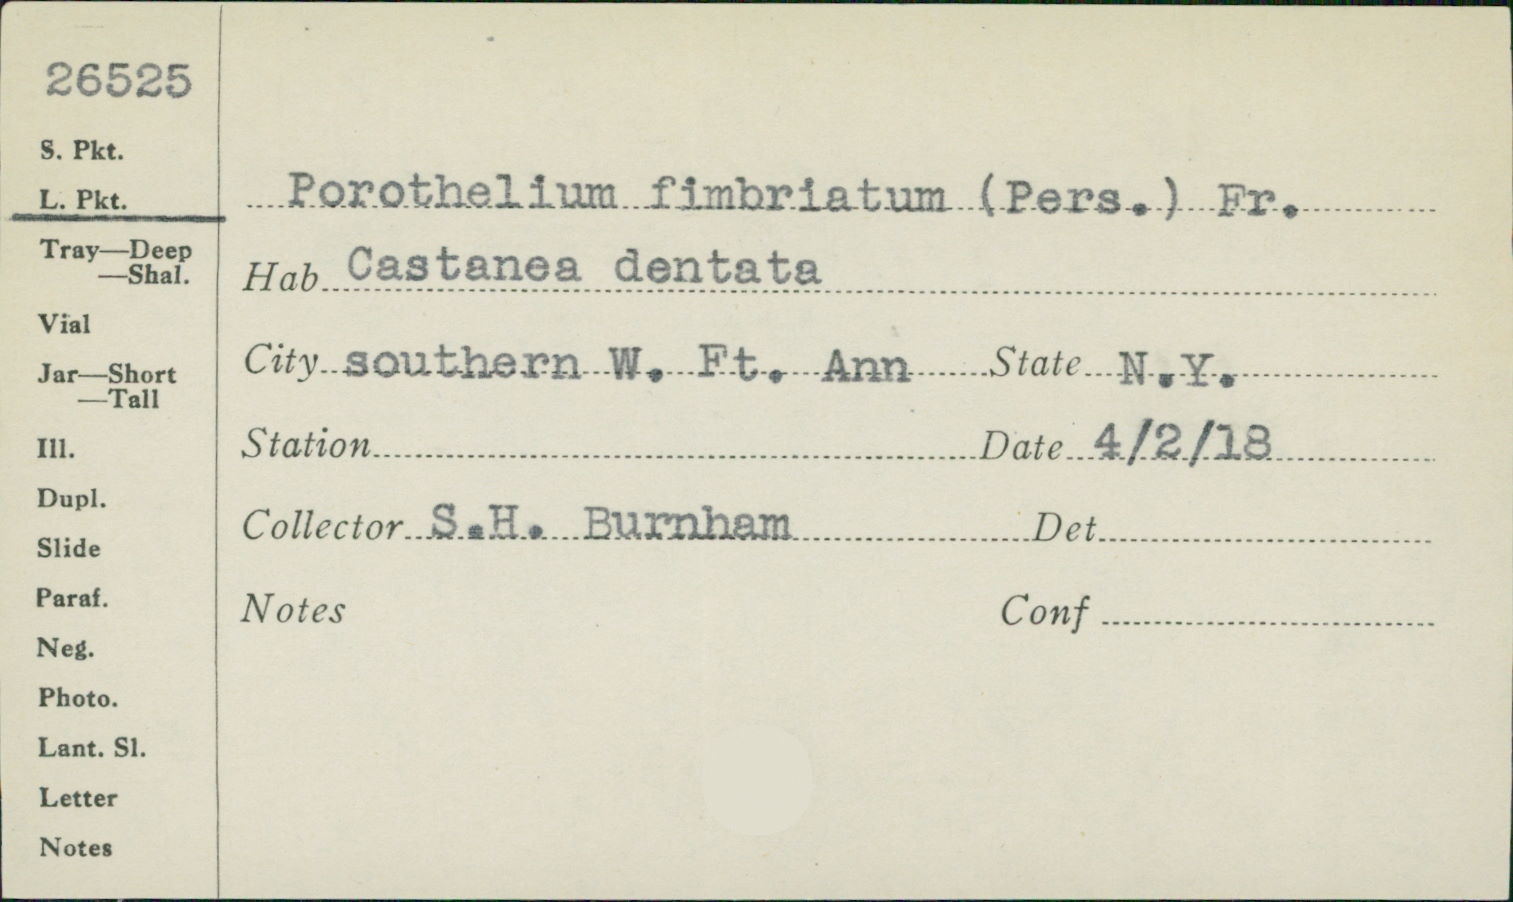 26525
S. Pkt.
L. Pkt.
Tray—Deep
—Shal.
Vial
Jar—Short
—Tall
Ill.
Dupl.
Slide
Paraf.
Neg.
Photo.
Lant. Sl.
Letter
Notes
Porothelium fimbriatum (Pers.) Fr.
Hab Castanea dentata
City southern W. Ft. Ann State N.Y.
Station Date 4/2/18
Collector S.H. Burnham Det
Notes Conf